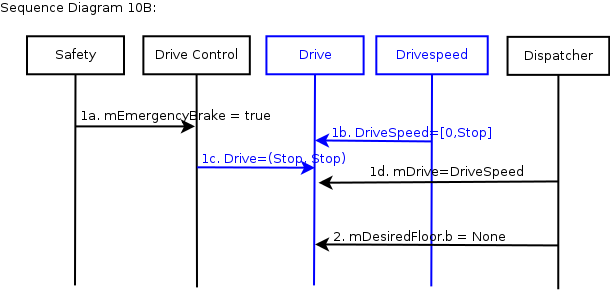 Sequence Diagram 10B:
Safety
Drive Control
Drive
Drivespeed
Dispatcher
1a. mEmergencyBrake = true
1b. DriveSpeed=[0,Stop]
1c. Drive=(Stop, Stop)
1d. mDrive=DriveSpeed
2. mDesiredFloor.b = None